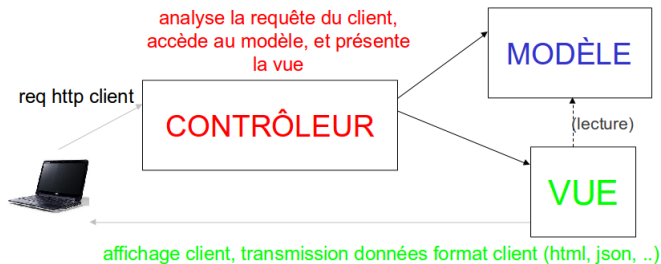 analyse la requête du client,
accède au modèle, et présente
la vue
req http client
CONTRÔLEUR
MODÈLE
(lecture)
VUE
affichage client, transmission données format client (html, json, ..)